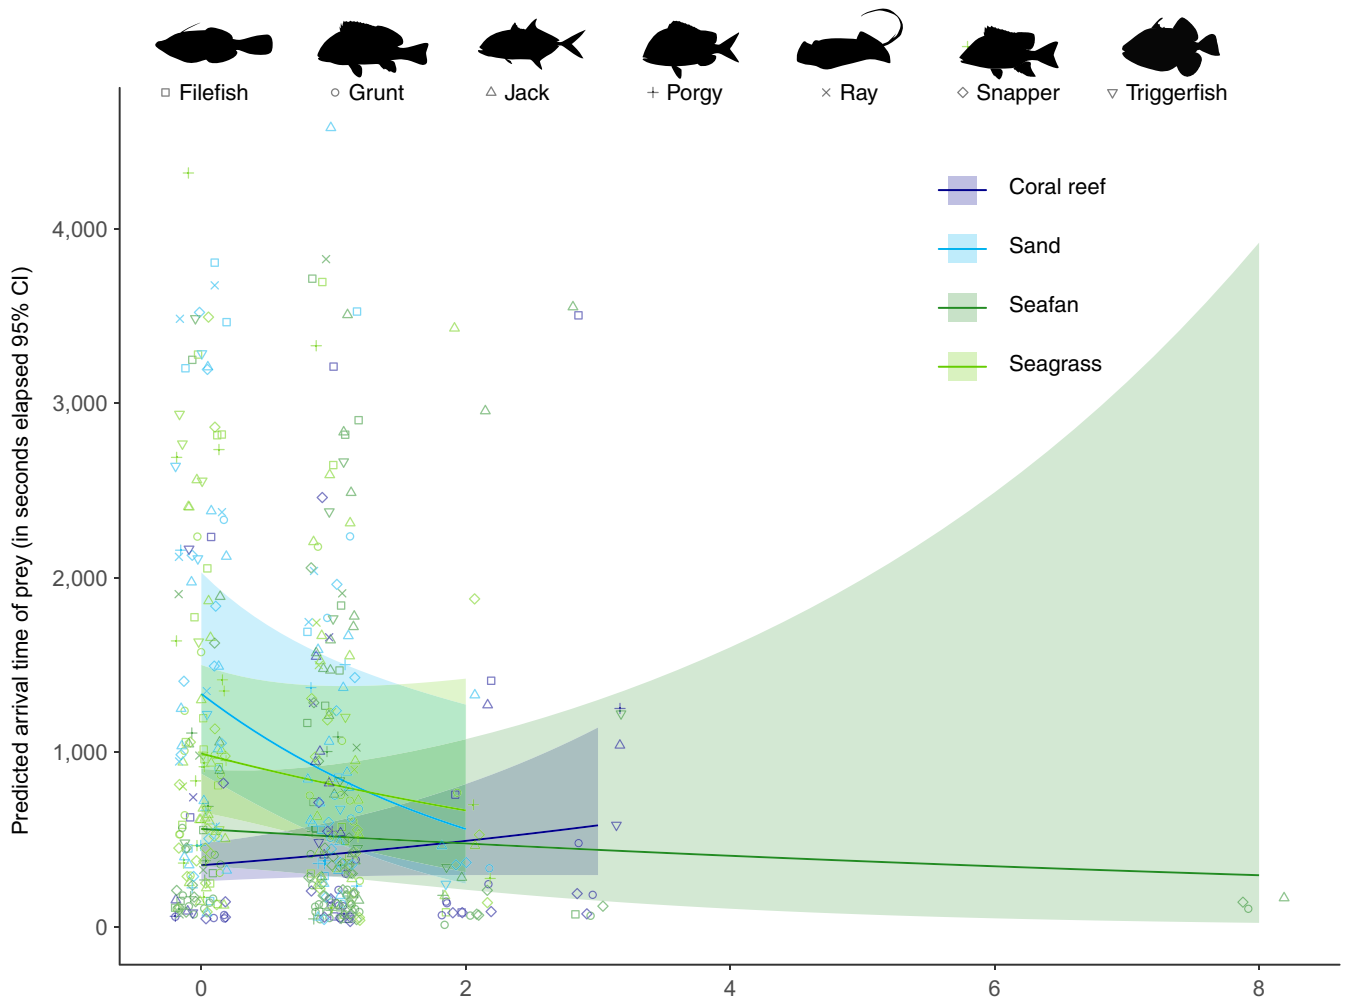 Filefish Grunt Jack Porgy Ray Snapper Triggerfish
Coral reef
Sand
Seafan
Seagrass
Predicted arrival time of prey (in seconds elapsed 95% CI)
4,000
3,000
2,000
1,000
0
0 2 4 6 8